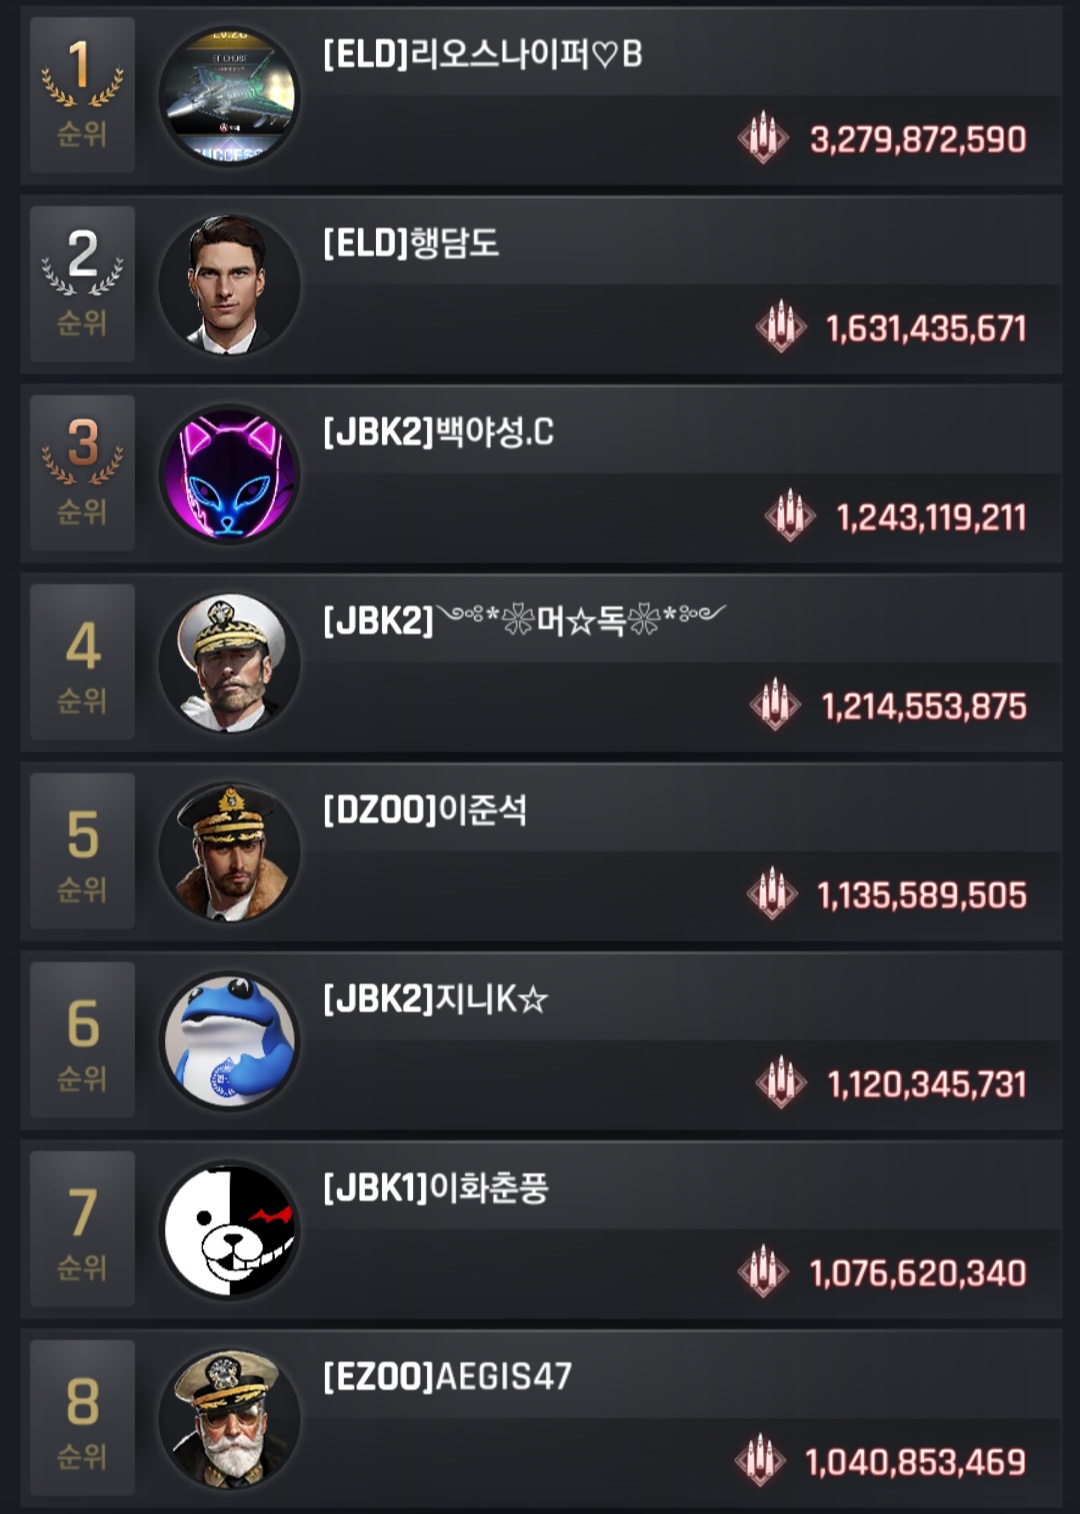 1
순위
[ELD]리오스나이퍼♡B
3,279,872,590
2
순위
[ELD]행담도
1,631,435,671
3
순위
[JBK2]백야성.C
1,243,119,211
4
순위
[JBK2]༺*❀머☆독❀*༻
1,214,553,875
5
순위
[DZ00]이준석
1,135,589,505
6
순위
[JBK2]지니K☆
1,120,345,731
7
순위
[JBK1]이화춘풍
1,076,620,340
8
순위
[EZ00]AEGIS47
1,040,853,469